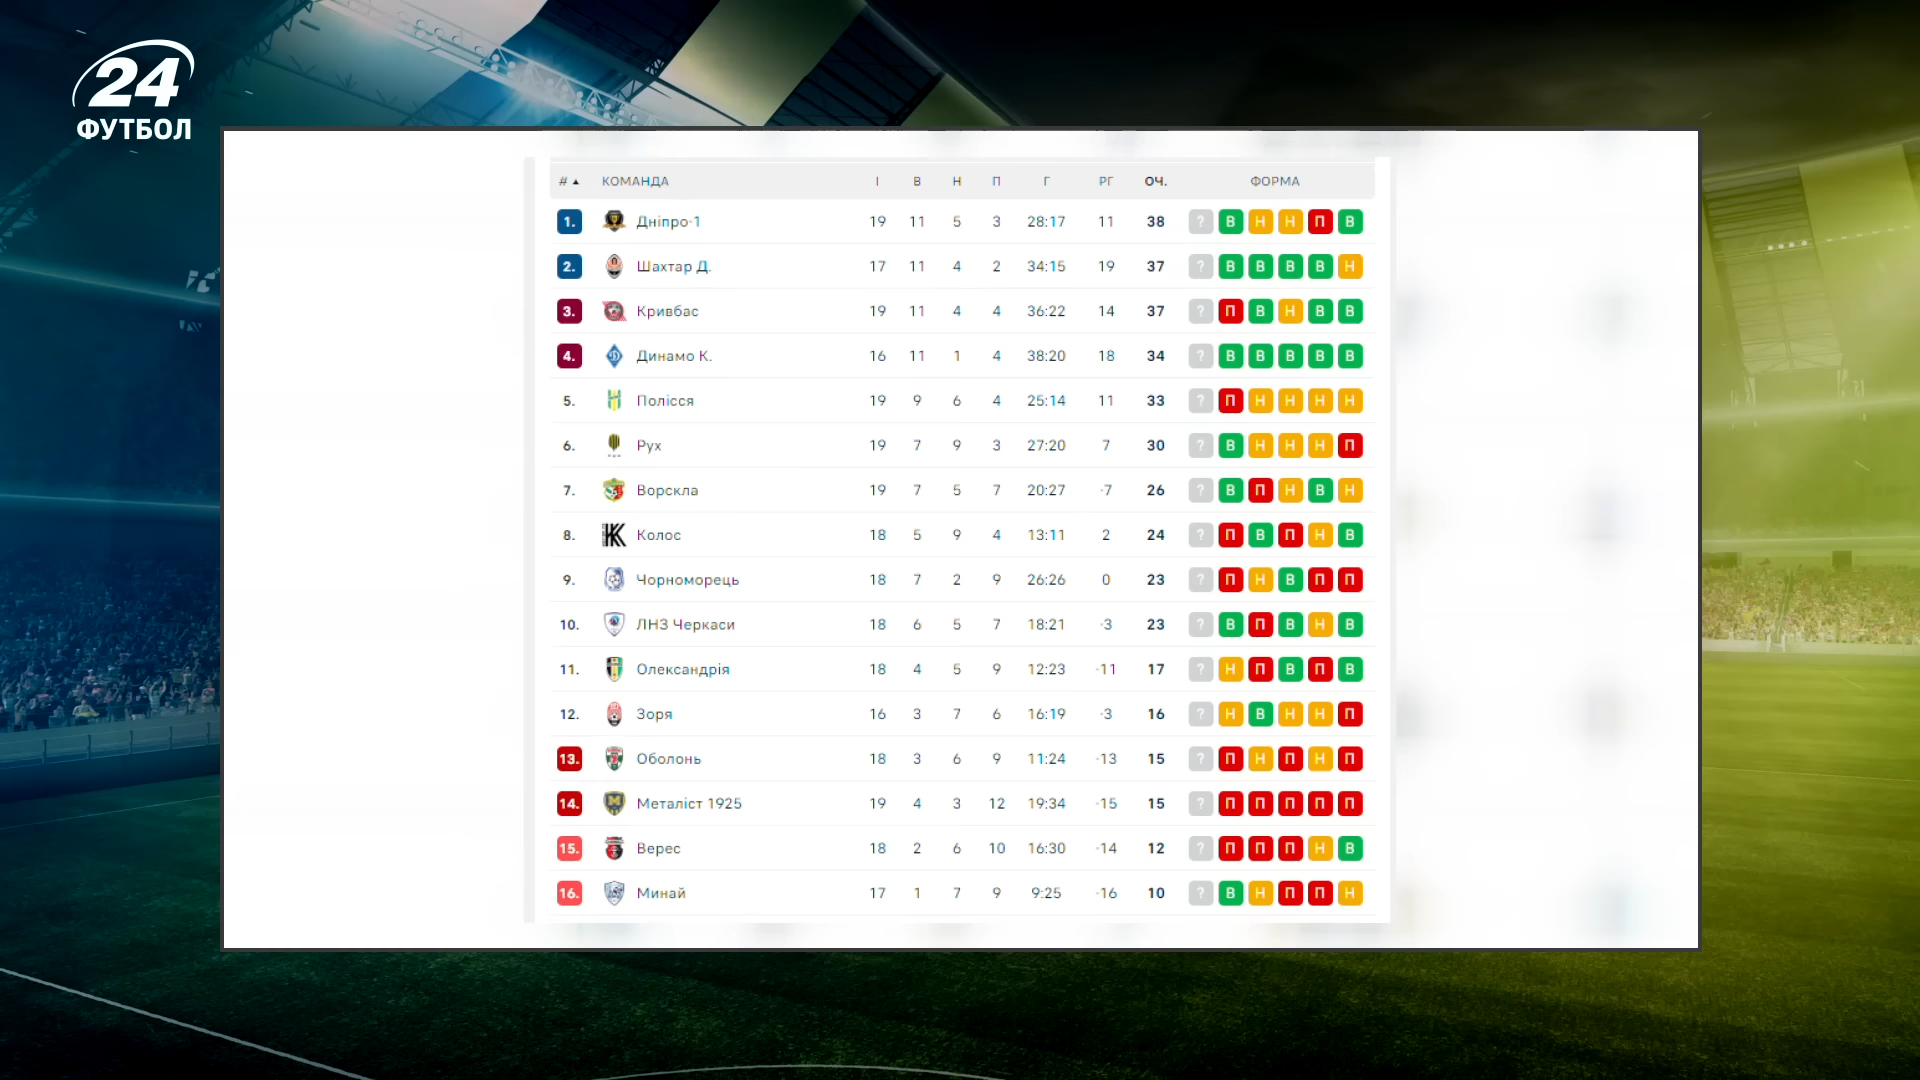 24
ФУТБОЛ
# КОМАНДА І В Н П Г РГ ОЧ. ФОРМА
1. Дніпро-1 19 11 5 3 28:17 11 38 ? В Н Н П В
2. Шахтар Д. 17 11 4 2 34:15 19 37 ? В В В В Н
3. Кривбас 19 11 4 4 36:22 14 37 ? П В Н В В
4. Динамо К. 16 11 1 4 38:20 18 34 ? В В В В В
5. Полісся 19 9 6 4 25:14 11 33 ? П Н Н Н Н
6. Рух 19 7 9 3 27:20 7 30 ? В Н Н Н П
7. Ворскла 19 7 5 7 20:27 -7 26 ? В П Н В Н
8. Колос 18 5 9 4 13:11 2 24 ? П В П Н В
9. Чорноморець 18 7 2 9 26:26 0 23 ? П Н В П П
10. ЛНЗ Черкаси 18 6 5 7 18:21 -3 23 ? В П В Н В
11. Олександрія 18 4 5 9 12:23 -11 17 ? Н П В П В
12. Зоря 16 3 7 6 16:19 -3 16 ? Н В Н Н П
13. Оболонь 18 3 6 9 11:24 -13 15 ? П Н П Н П
14. Металіст 1925 19 4 3 12 19:34 -15 15 ? П П П П П
15. Верес 18 2 6 10 16:30 -14 12 ? П П П Н В
16. Минай 17 1 7 9 9:25 -16 10 ? В Н П П Н